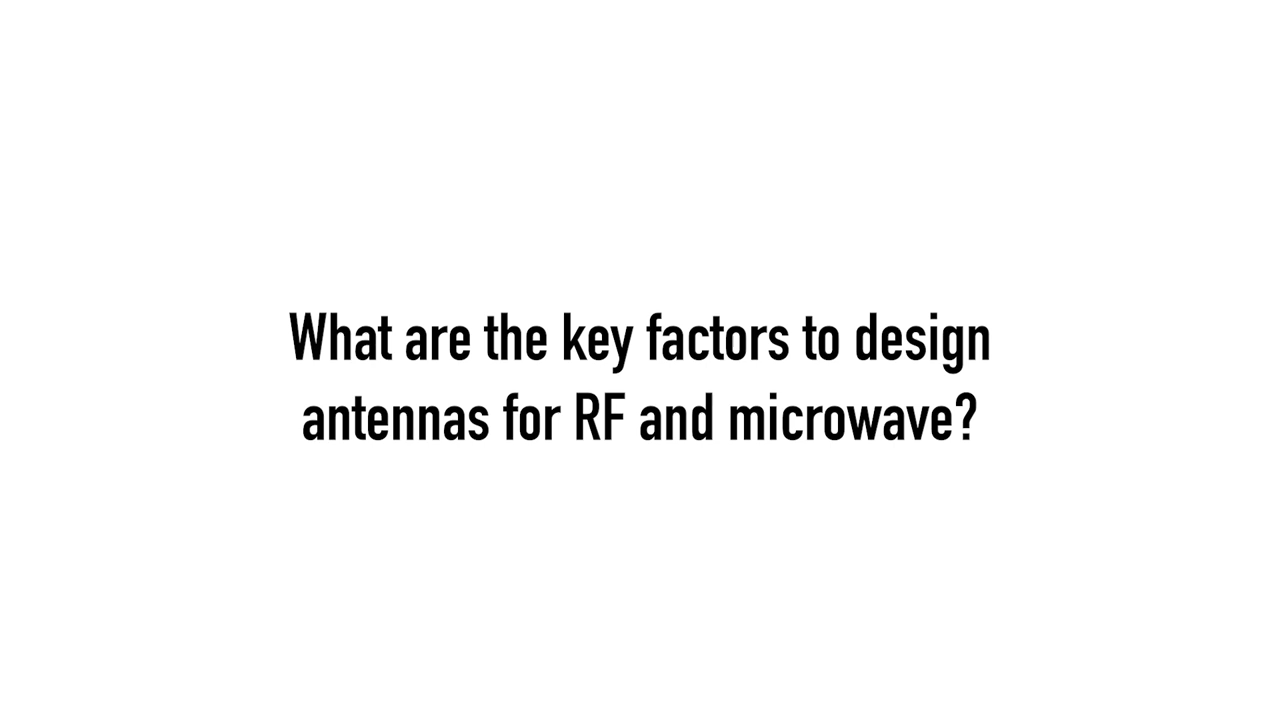 What are the key factors to design
antennas for RF and microwave?